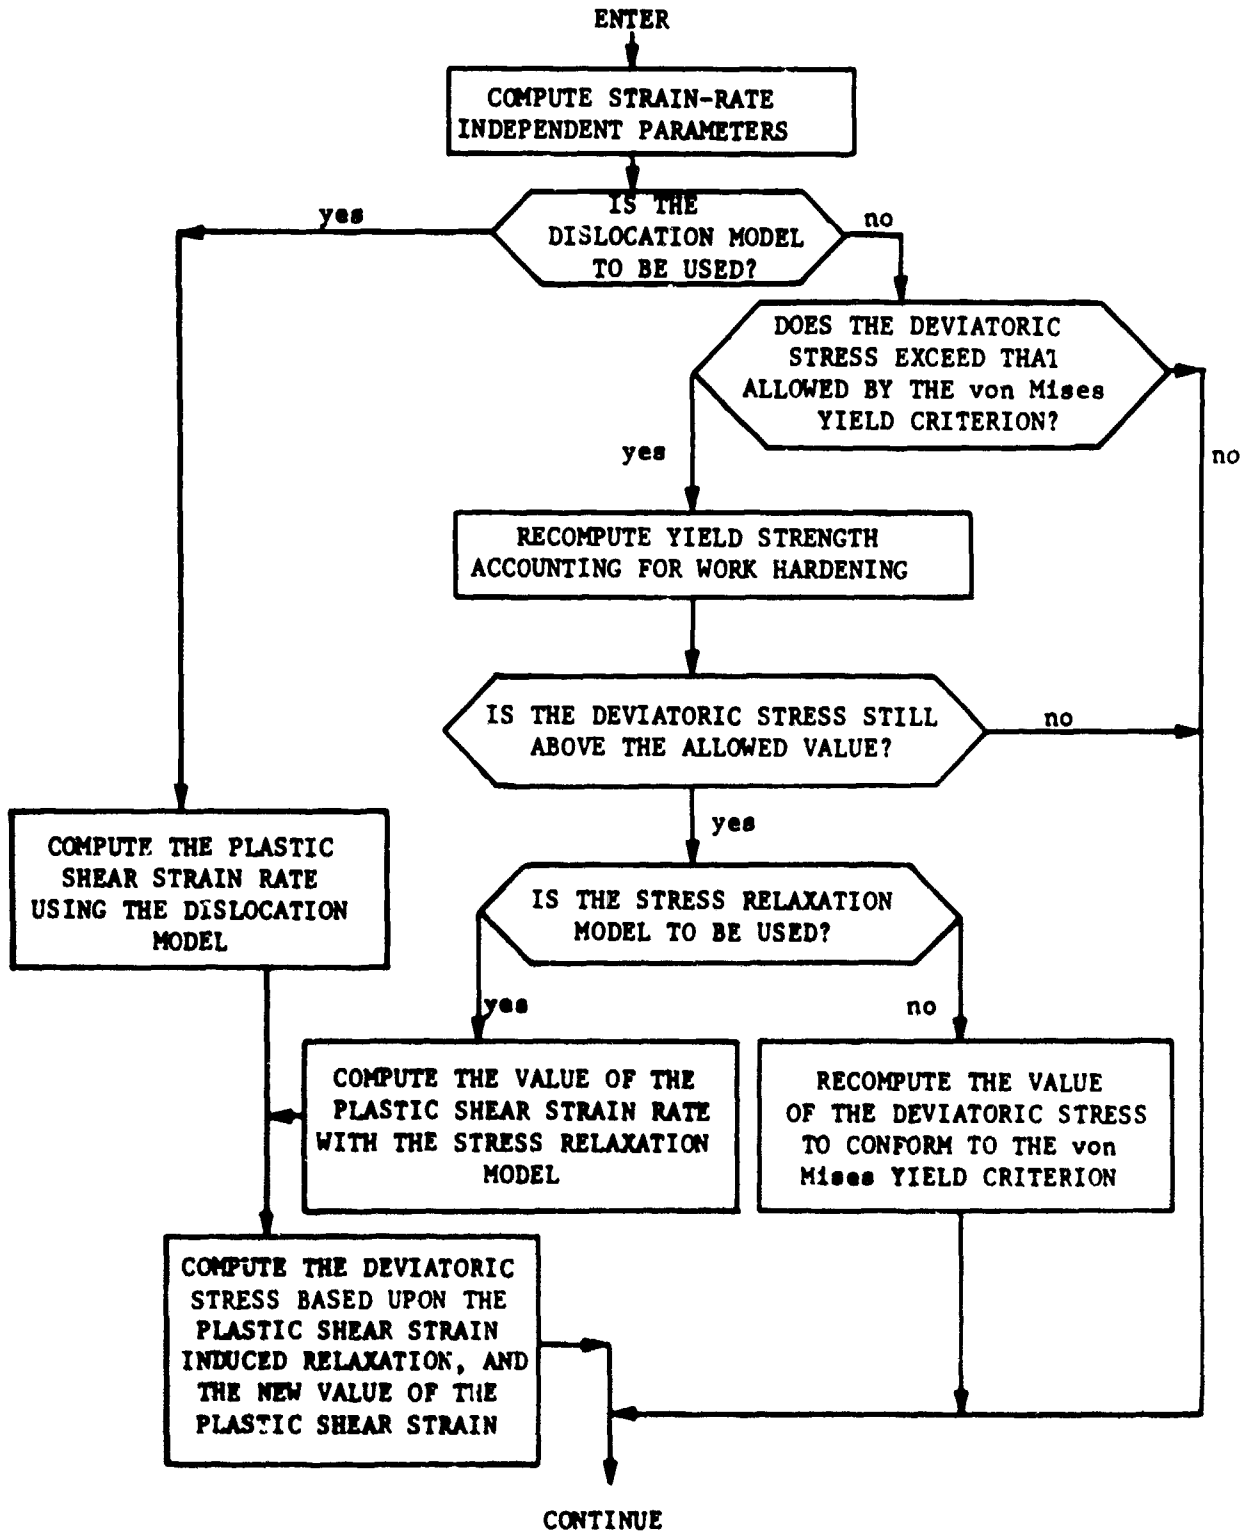 ENTER
COMPUTE STRAIN-RATE
INDEPENDENT PARAMETERS
IS THE
DISLOCATION MODEL
TO BE USED?
yes
no
DOES THE DEVIATORIC
STRESS EXCEED THAT
ALLOWED BY THE von Mises
YIELD CRITERION?
yes
no
RECOMPUTE YIELD STRENGTH
ACCOUNTING FOR WORK HARDENING
IS THE DEVIATORIC STRESS STILL
ABOVE THE ALLOWED VALUE?
no
yes
COMPUTE THE PLASTIC
SHEAR STRAIN RATE
USING THE DISLOCATION
MODEL
IS THE STRESS RELAXATION
MODEL TO BE USED?
yes
no
COMPUTE THE VALUE OF THE
PLASTIC SHEAR STRAIN RATE
WITH THE STRESS RELAXATION
MODEL
RECOMPUTE THE VALUE
OF THE DEVIATORIC STRESS
TO CONFORM TO THE von
Mises YIELD CRITERION
COMPUTE THE DEVIATORIC
STRESS BASED UPON THE
PLASTIC SHEAR STRAIN
INDUCED RELAXATION, AND
THE NEW VALUE OF THE
PLASTIC SHEAR STRAIN
CONTINUE